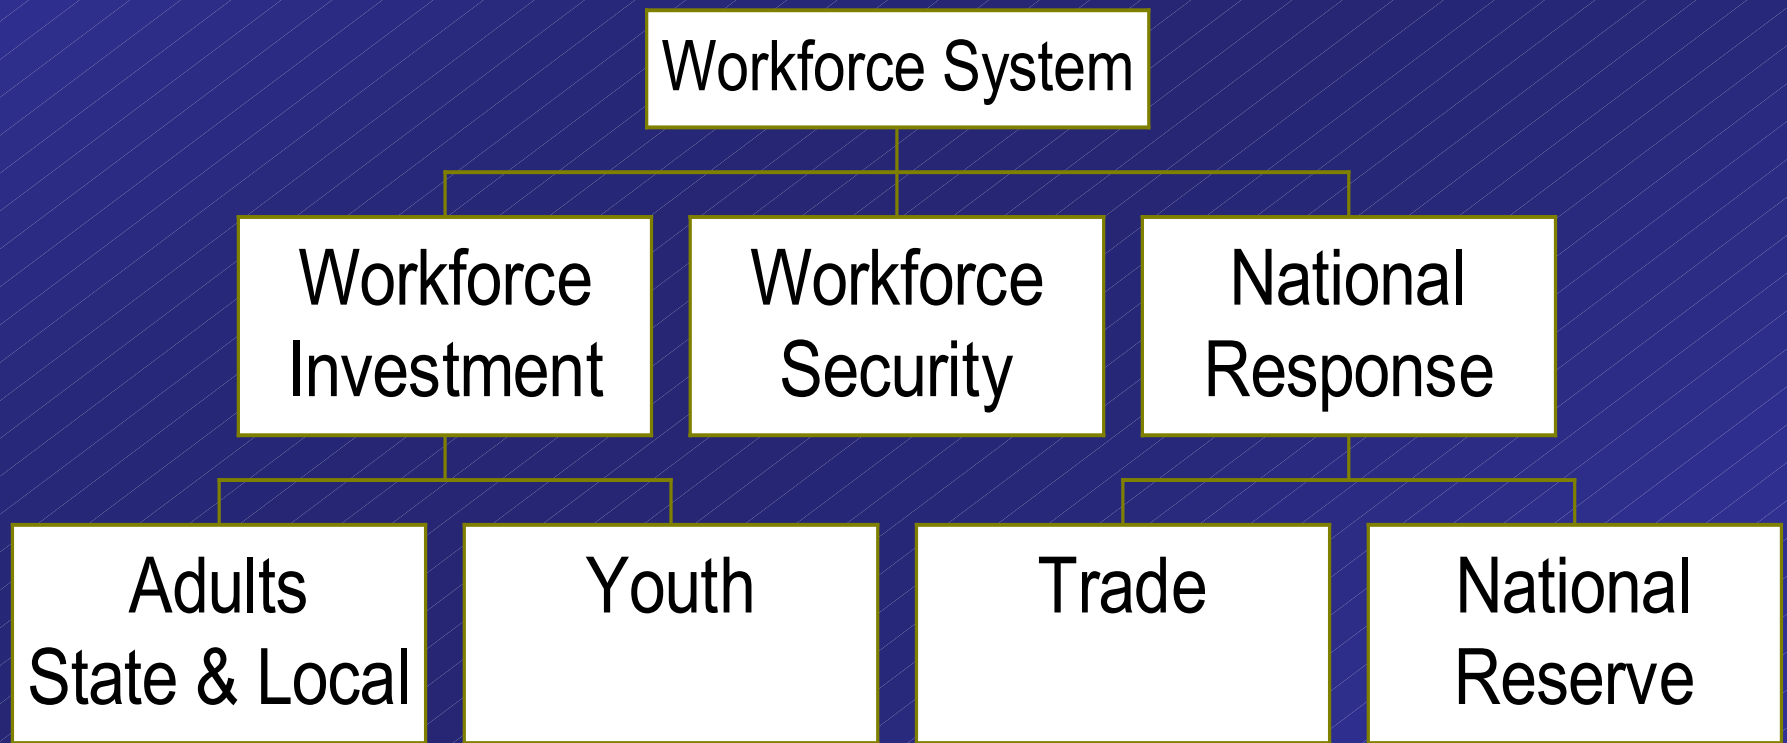 Workforce System
Workforce
Investment
Workforce
Security
National
Response
Adults
State & Local
Youth
Trade
National
Reserve